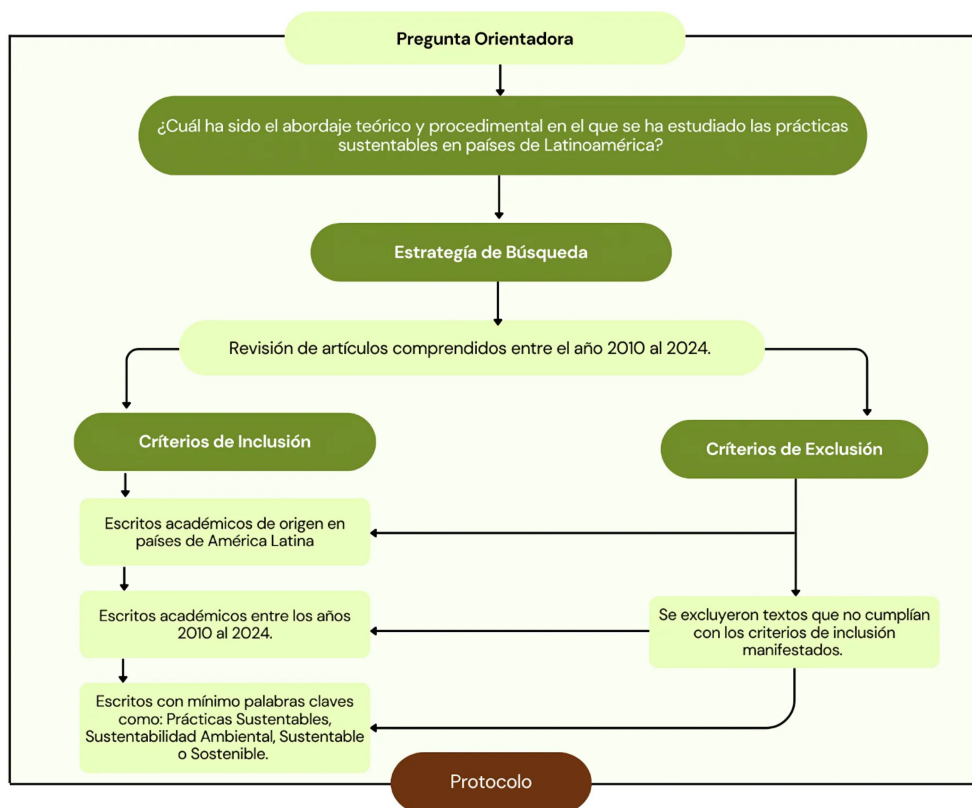 Pregunta Orientadora
¿Cuál ha sido el abordaje teórico y procedimental en el que se ha estudiado las prácticas
sustentables en países de Latinoamérica?
Estrategía de Búsqueda
Revisión de artículos comprendidos entre el año 2010 al 2024.
Críterios de Inclusión
Críterios de Exclusión
Escritos académicos de origen en
países de América Latina
Escritos académicos entre los años
2010 al 2024.
Se excluyeron textos que no cumplían
con los criterios de inclusión
manifestados.
Escritos con mínimo palabras claves
como: Prácticas Sustentables,
Sustentabilidad Ambiental, Sustentable
o Sostenible.
Protocolo